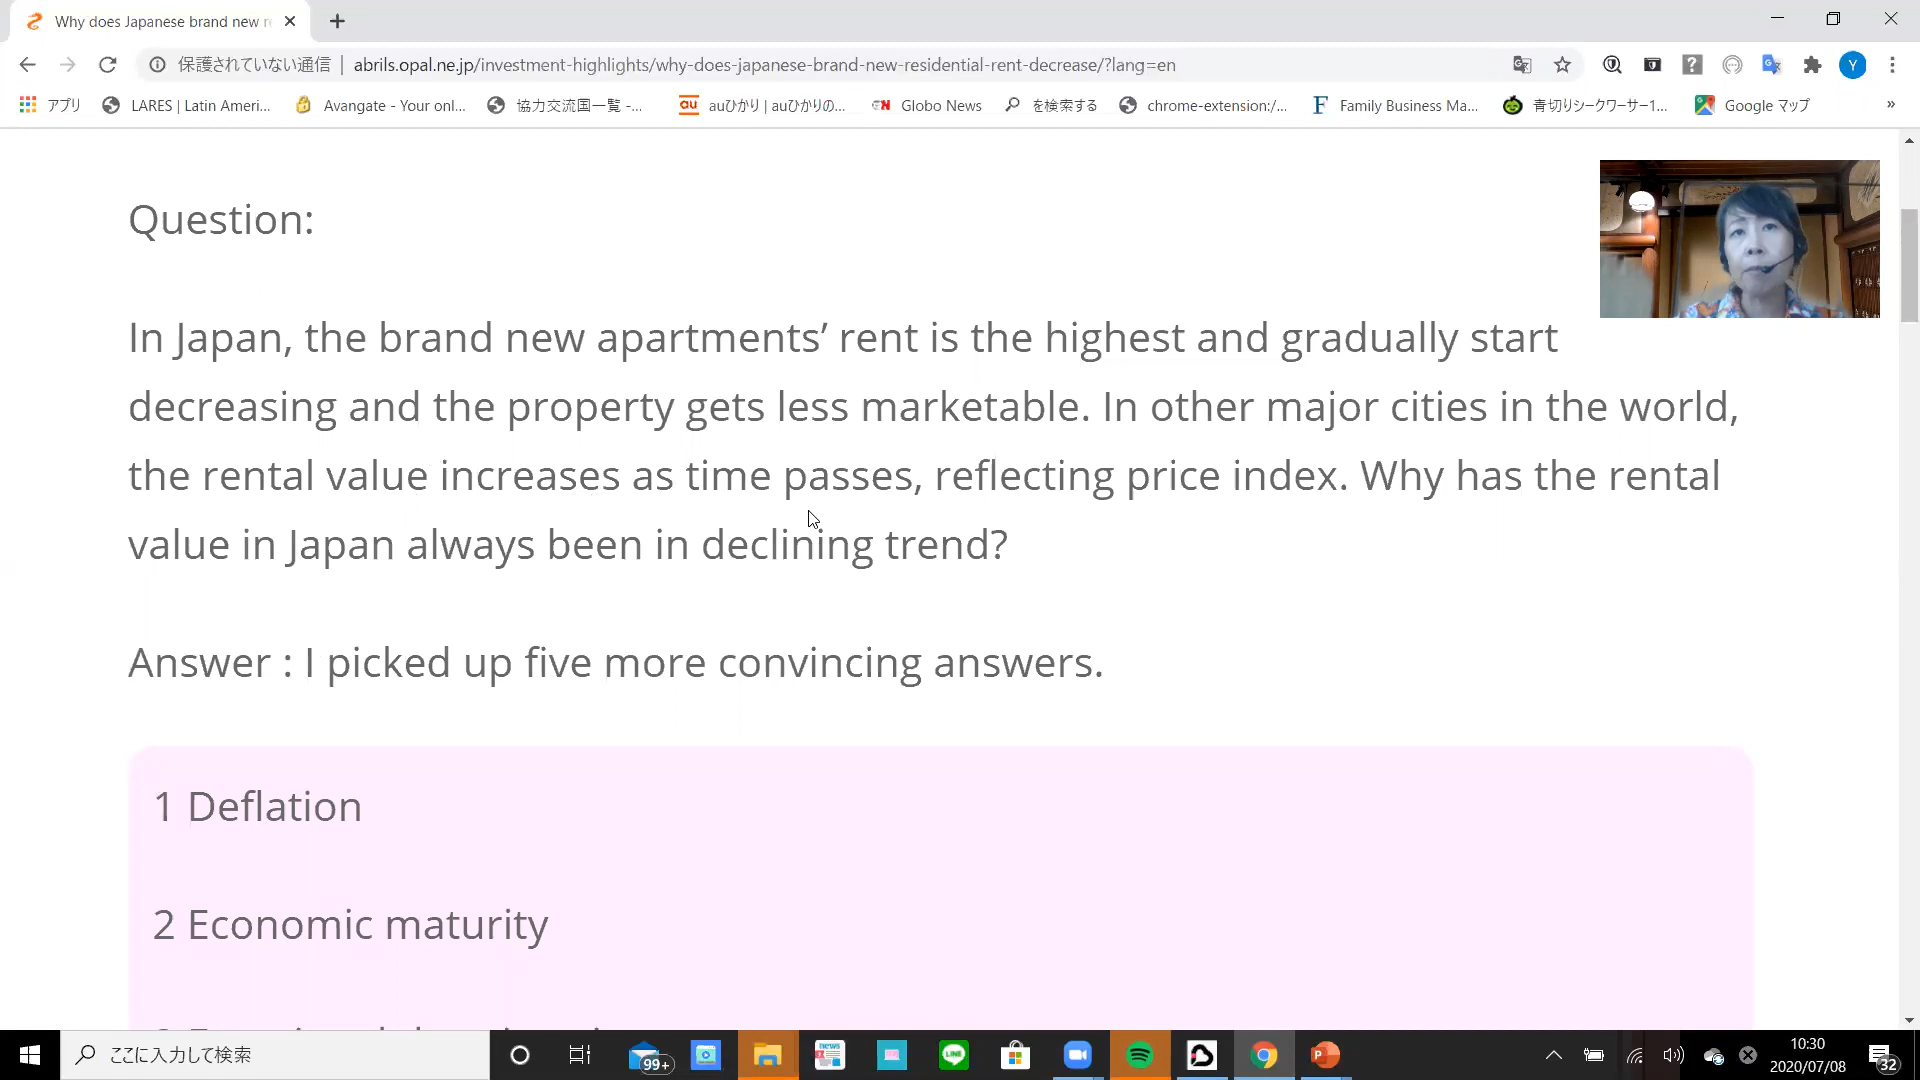 Why does Japanese brand new r
保護されていない通信 | abrils.opal.ne.jp/investment-highlights/why-does-japanese-brand-new-residential-rent-decrease/?lang=en
Y
アプリ LARES | Latin Ameri... Avangate - Your onl... 協力交流国一覧 -... au auひかり | auひかりの... Globo News を検索する chrome-extension:/... Family Business Ma... 青切りシークワーサー1... Google マップ »
Question:
In Japan, the brand new apartments’ rent is the highest and gradually start
decreasing and the property gets less marketable. In other major cities in the world,
the rental value increases as time passes, reflecting price index. Why has the rental
value in Japan always been in declining trend?
Answer : I picked up five more convincing answers.
1 Deflation
2 Economic maturity
ここに入力して検索
99+
news
LINE
10:30
2020/07/08
32